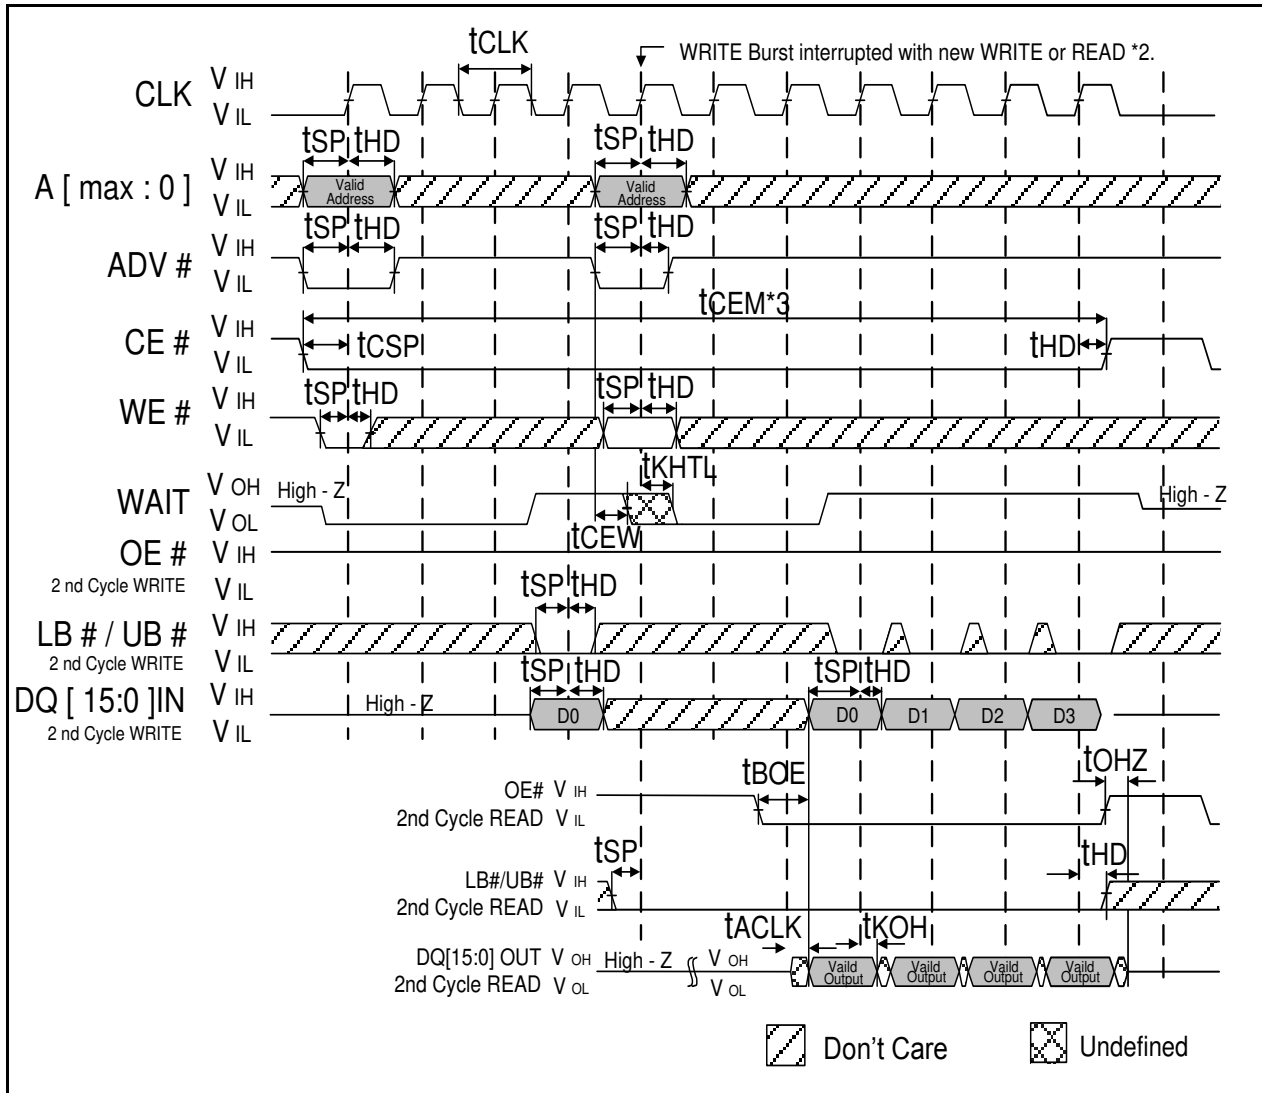 tCLK
WRITE Burst interrupted with new WRITE or READ *2.
CLK V IH
V IL
tSP tHD tSP tHD
A [ max : 0 ] V IH
V IL
Valid Address Valid Address
tSP tHD tSP tHD
ADV # V IH
V IL
tCEM*3
CE # V IH
V IL
tCSP tHD
tSP tHD tSP tHD
WE # V IH
V IL
tKHTL
WAIT V OH High - Z High - Z
V OL
tCEW
OE # V IH
2 nd Cycle WRITE V IL
tSP tHD
LB # / UB # V IH
2 nd Cycle WRITE V IL
tSP tHD tSP tHD
DQ [ 15:0 ]IN V IH High - Z D0 D0 D1 D2 D3
2 nd Cycle WRITE V IL
tBOE tOHZ
OE# V IH
2nd Cycle READ V IL
tSP tHD
LB#/UB# V IH
2nd Cycle READ V IL
tACLK tKOH
DQ[15:0] OUT V OH High - Z V OH
2nd Cycle READ V OL V OL
Vaild Output Vaild Output Vaild Output Vaild Output
Don't Care Undefined